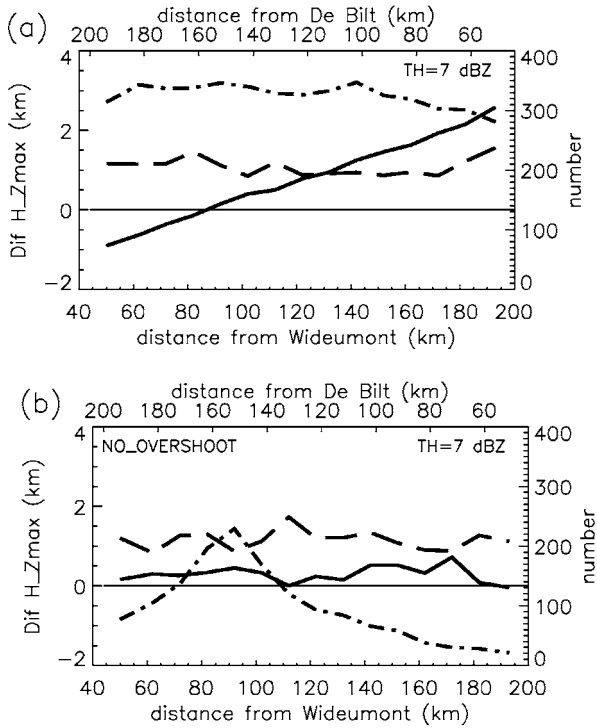 (a)
distance from De Bilt (km)
200 180 160 140 120 100 80 60
TH=7 dBZ
4
2
0
-2
Dif H_Zmax (km)
400
300
200
100
0
number
40 60 80 100 120 140 160 180 200
distance from Wideumont (km)
(b)
distance from De Bilt (km)
200 180 160 140 120 100 80 60
NO_OVERSHOOT
TH=7 dBZ
4
2
0
-2
Dif H_Zmax (km)
400
300
200
100
0
number
40 60 80 100 120 140 160 180 200
distance from Wideumont (km)